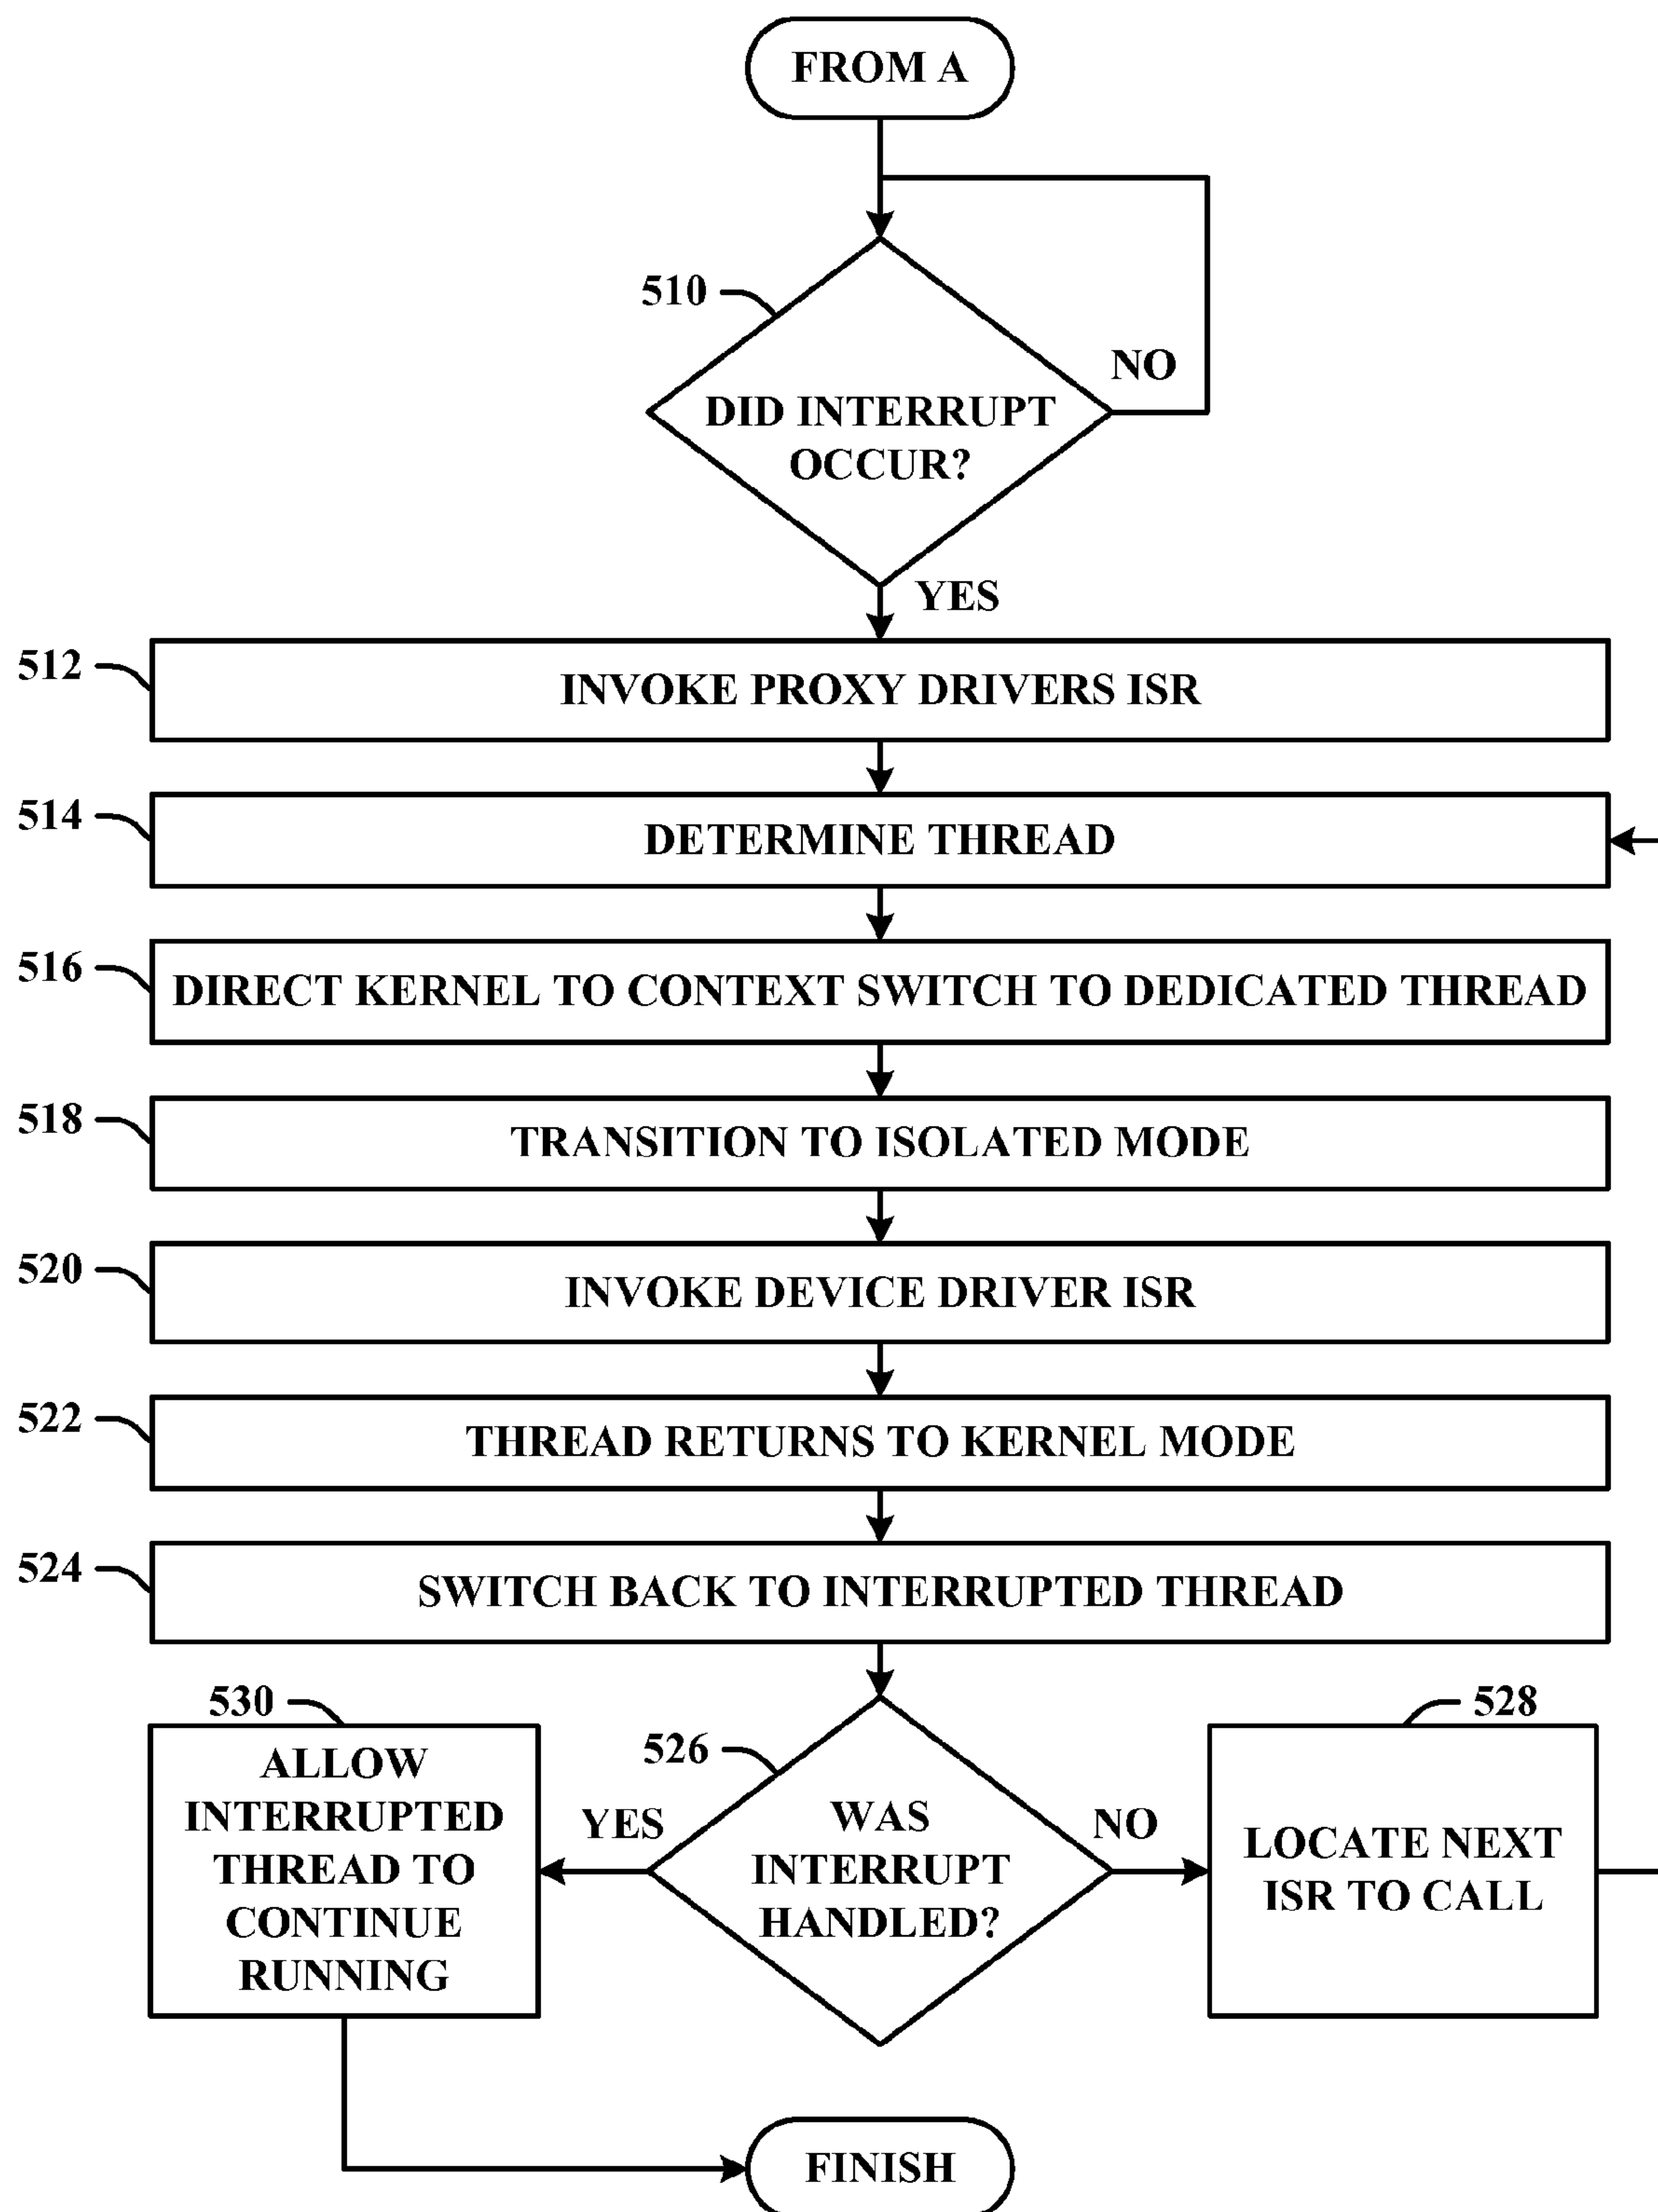 FROM A
510
NO
DID INTERRUPT
OCCUR?
YES
512
INVOKE PROXY DRIVERS ISR
514
DETERMINE THREAD
516
DIRECT KERNEL TO CONTEXT SWITCH TO DEDICATED THREAD
518
TRANSITION TO ISOLATED MODE
520
INVOKE DEVICE DRIVER ISR
522
THREAD RETURNS TO KERNEL MODE
524
SWITCH BACK TO INTERRUPTED THREAD
530
ALLOW
INTERRUPTED
THREAD TO
CONTINUE
RUNNING
526
YES
WAS
INTERRUPT
HANDLED?
NO
528
LOCATE NEXT
ISR TO CALL
FINISH